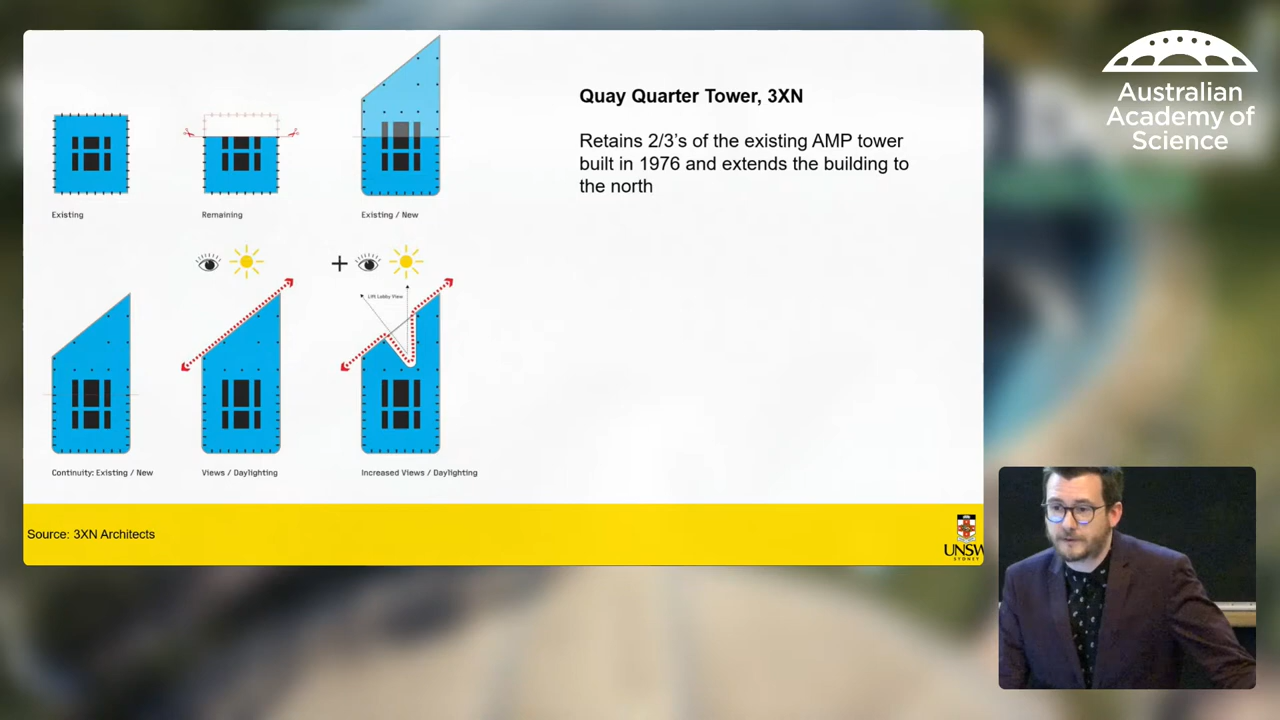 Australian
Academy of
Science
Quay Quarter Tower, 3XN
Retains 2/3's of the existing AMP tower
built in 1976 and extends the building to
the north
Existing
Remaining
Existing / New
+
Lift Lobby View
Continuity: Existing / New
Views / Daylighting
Increased Views / Daylighting
Source: 3XN Architects
UNSW
SYDNEY